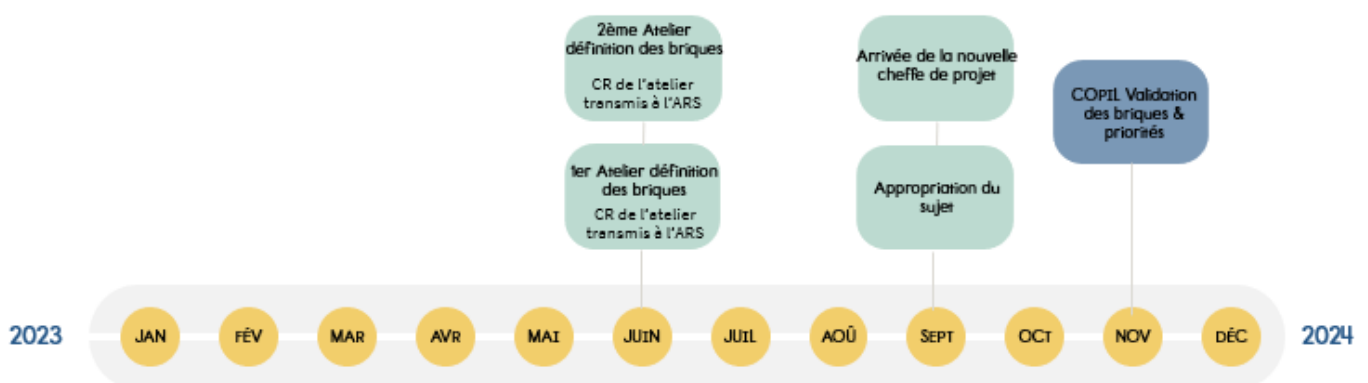 2ème Atelier
définition des briques
CR de l'atelier
transmis à l'ARS
1er Atelier définition
des briques
CR de l'atelier
transmis à l'ARS
Arrivée de la nouvelle
cheffe de projet
Appropriation du
sujet
COPIL Validation
des briques &
priorités
2023
JAN
FÉV
MAR
AVR
MAI
JUIN
JUIL
AOÛ
SEPT
OCT
NOV
DÉC
2024